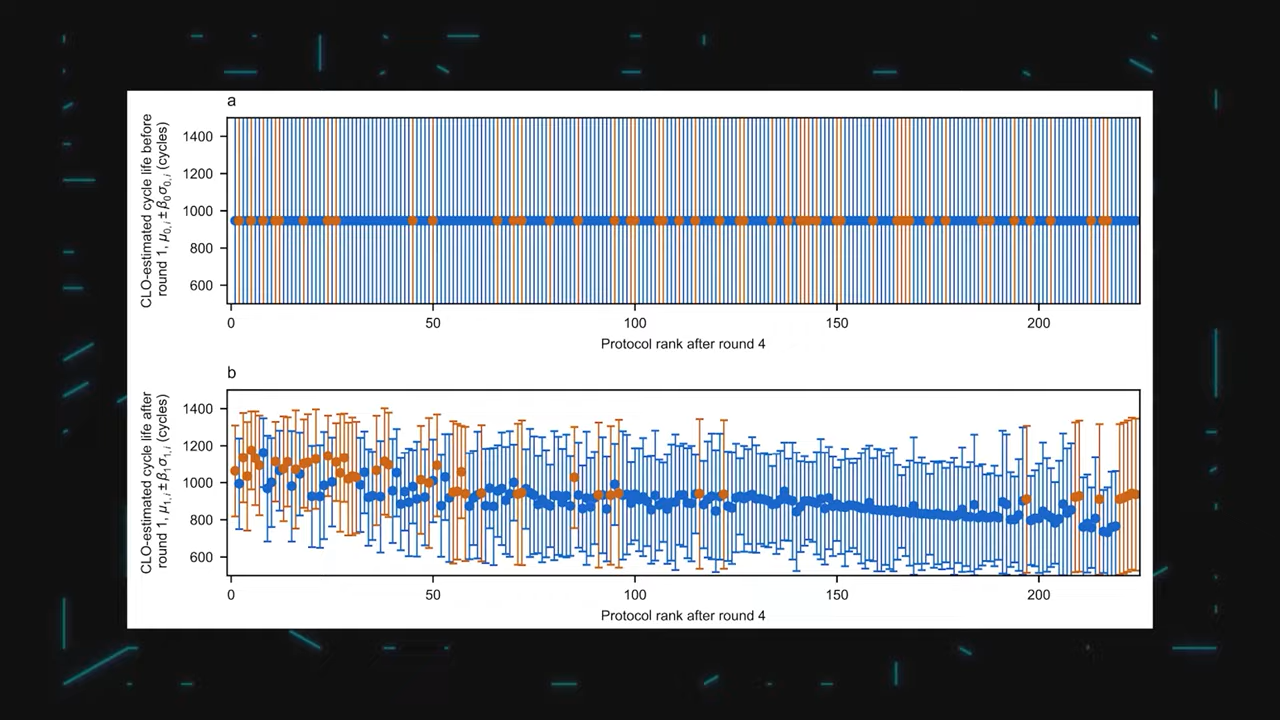 a
CLO-estimated cycle life before
round 1, μ0,i ± β0σ0,i (cycles)
1400
1200
1000
800
600
0 50 100 150 200
Protocol rank after round 4
b
CLO-estimated cycle life after
round 1, μ1,i ± β1σ1,i (cycles)
1400
1200
1000
800
600
0 50 100 150 200
Protocol rank after round 4